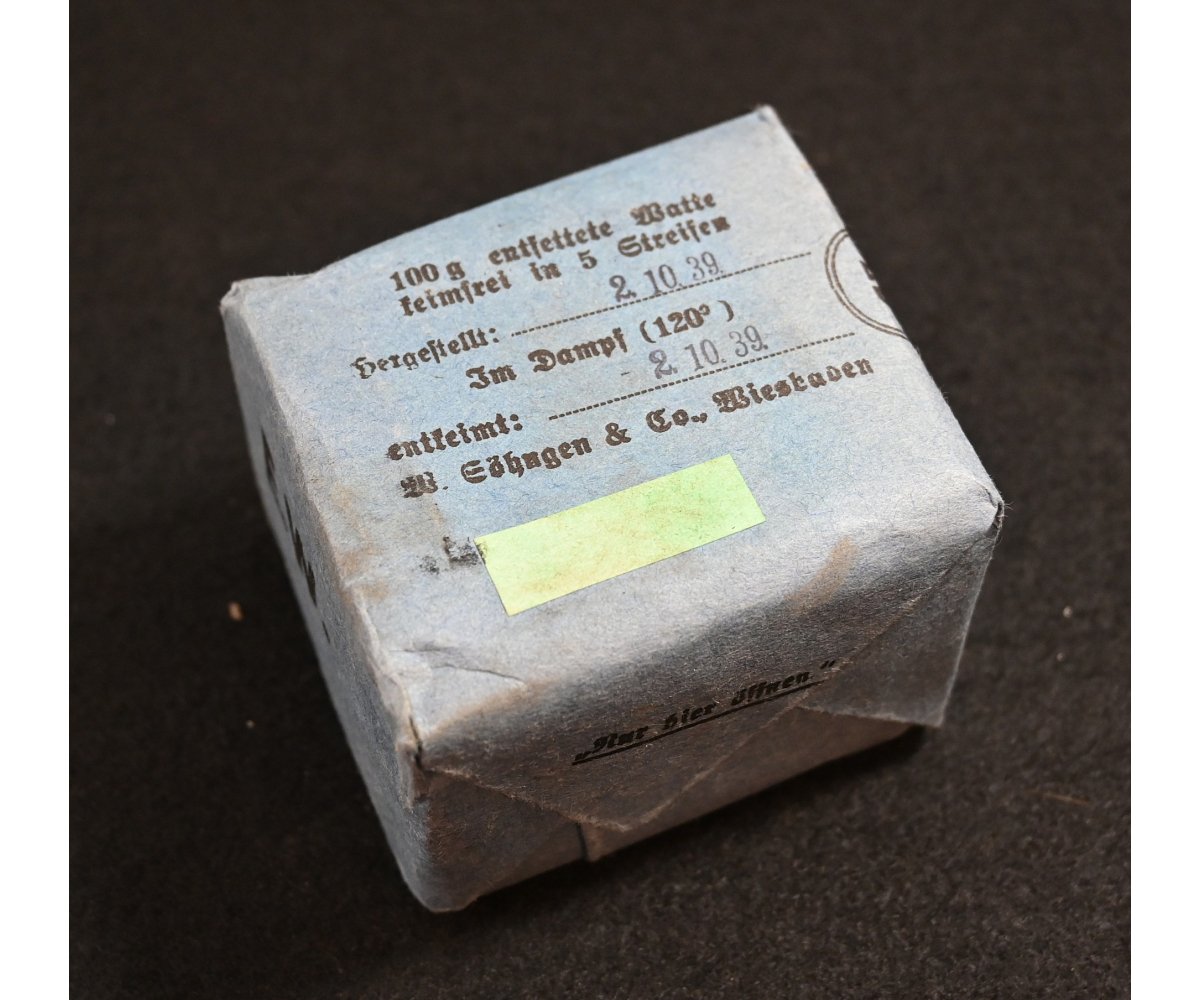 100 g entfettete Watte
keimfrei in 5 Streifen
2. 10. 39.
Hergestellt:
Im Dampf (120°)
2. 10. 39.
entkeimt:
W. Söhngen & Co., Wiesbaden
„Nur hier öffnen"